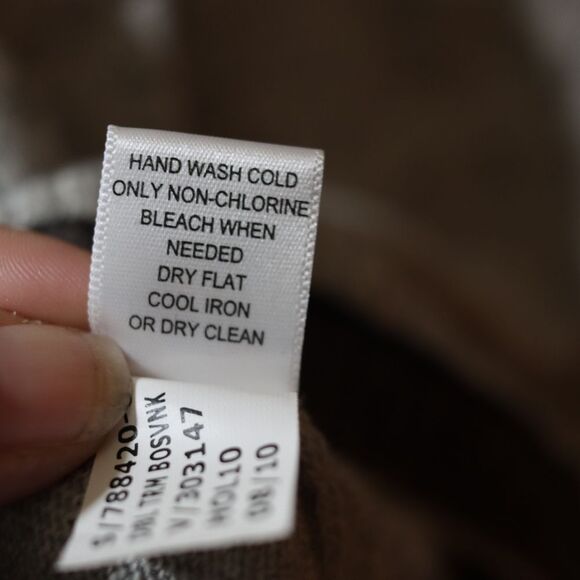 HAND WASH COLD
ONLY NON-CHLORINE
BLEACH WHEN
NEEDED
DRY FLAT
COOL IRON
OR DRY CLEAN
S/788420-
DBL TRM BOSVNK
V/303147
HOL10
D8/10